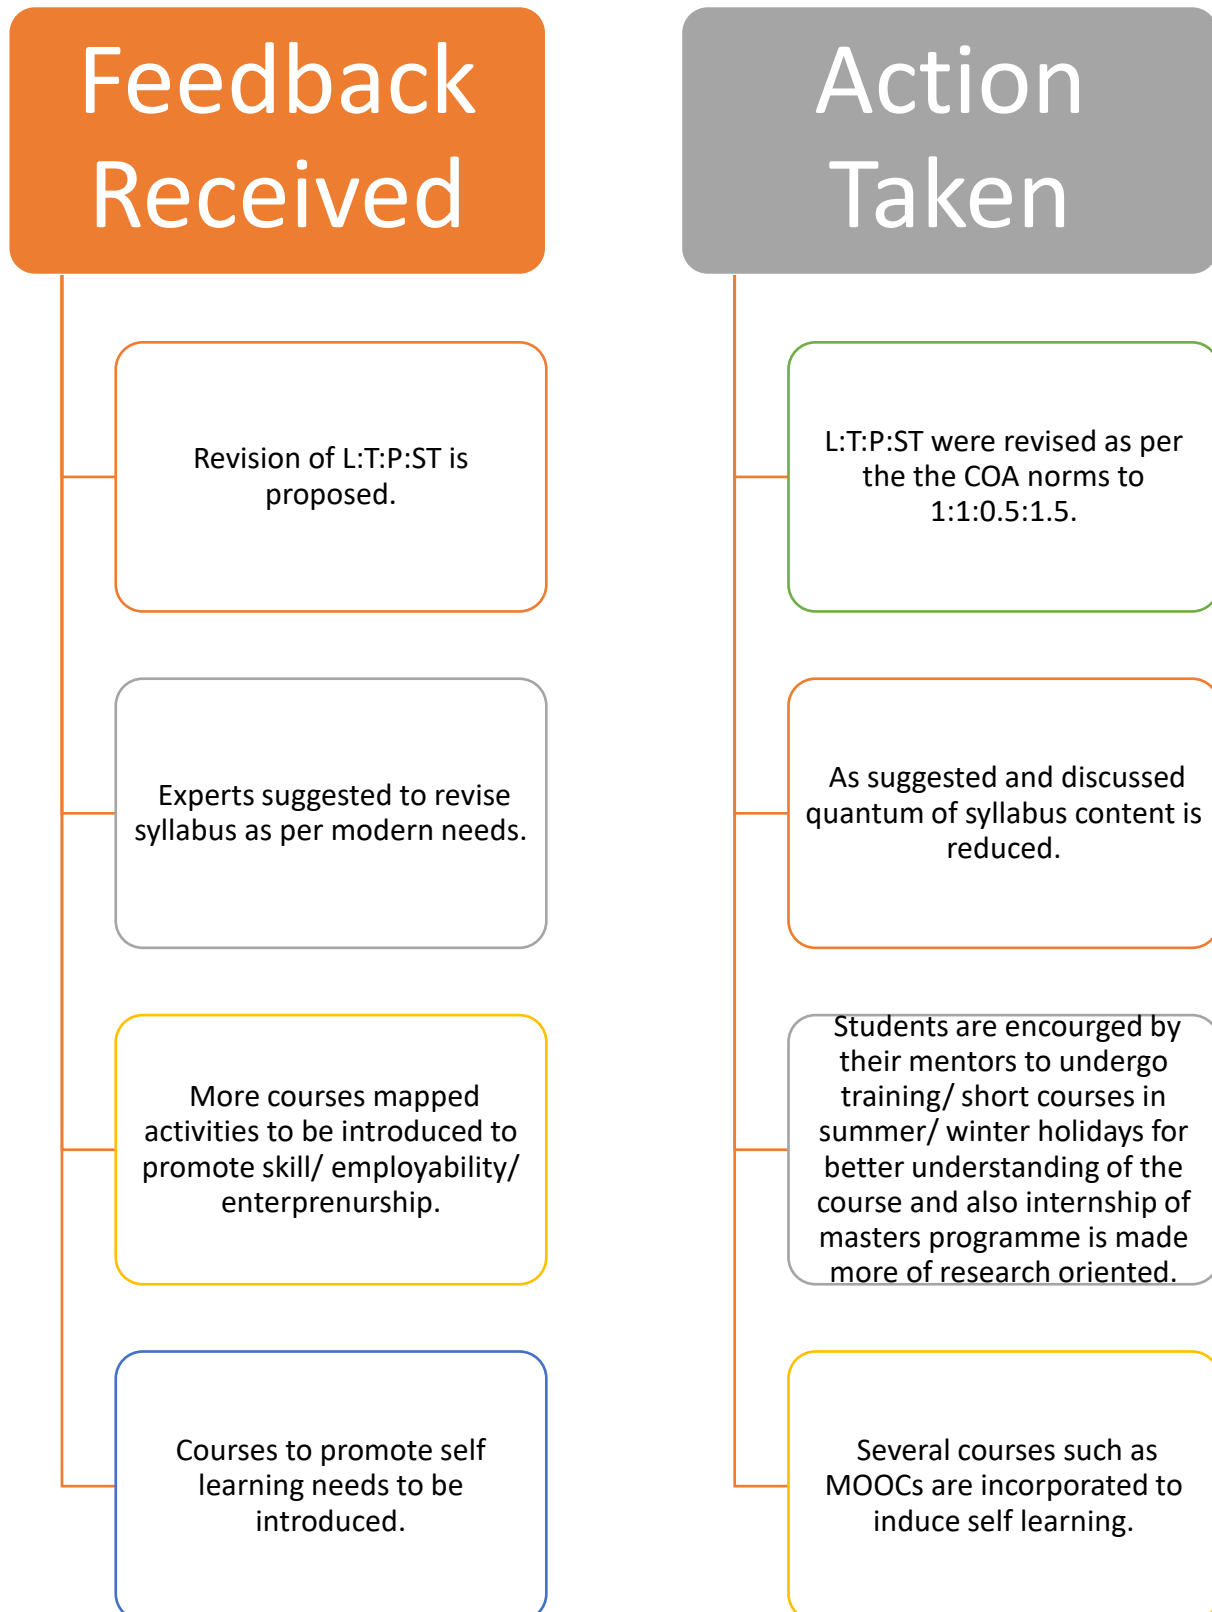 Feedback
Received
Revision of L:T:P:ST is
proposed.
Experts suggested to revise
syllabus as per modern needs.
More courses mapped
activities to be introduced to
promote skill/ employability/
enterprenurship.
Courses to promote self
learning needs to be
introduced.
Action
Taken
L:T:P:ST were revised as per
the the COA norms to
1:1:0.5:1.5.
As suggested and discussed
quantum of syllabus content is
reduced.
Students are encourged by
their mentors to undergo
training/ short courses in
summer/ winter holidays for
better understanding of the
course and also internship of
masters programme is made
more of research oriented.
Several courses such as
MOOCs are incorporated to
induce self learning.